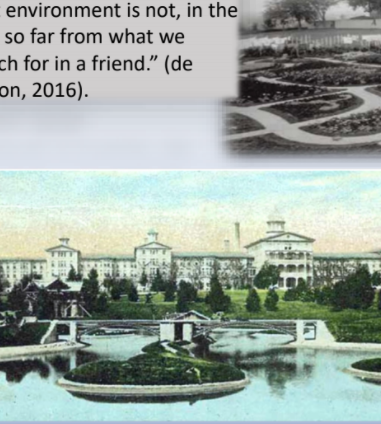 t environment is not, in the
so far from what we
ch for in a friend.” (de
on, 2016).